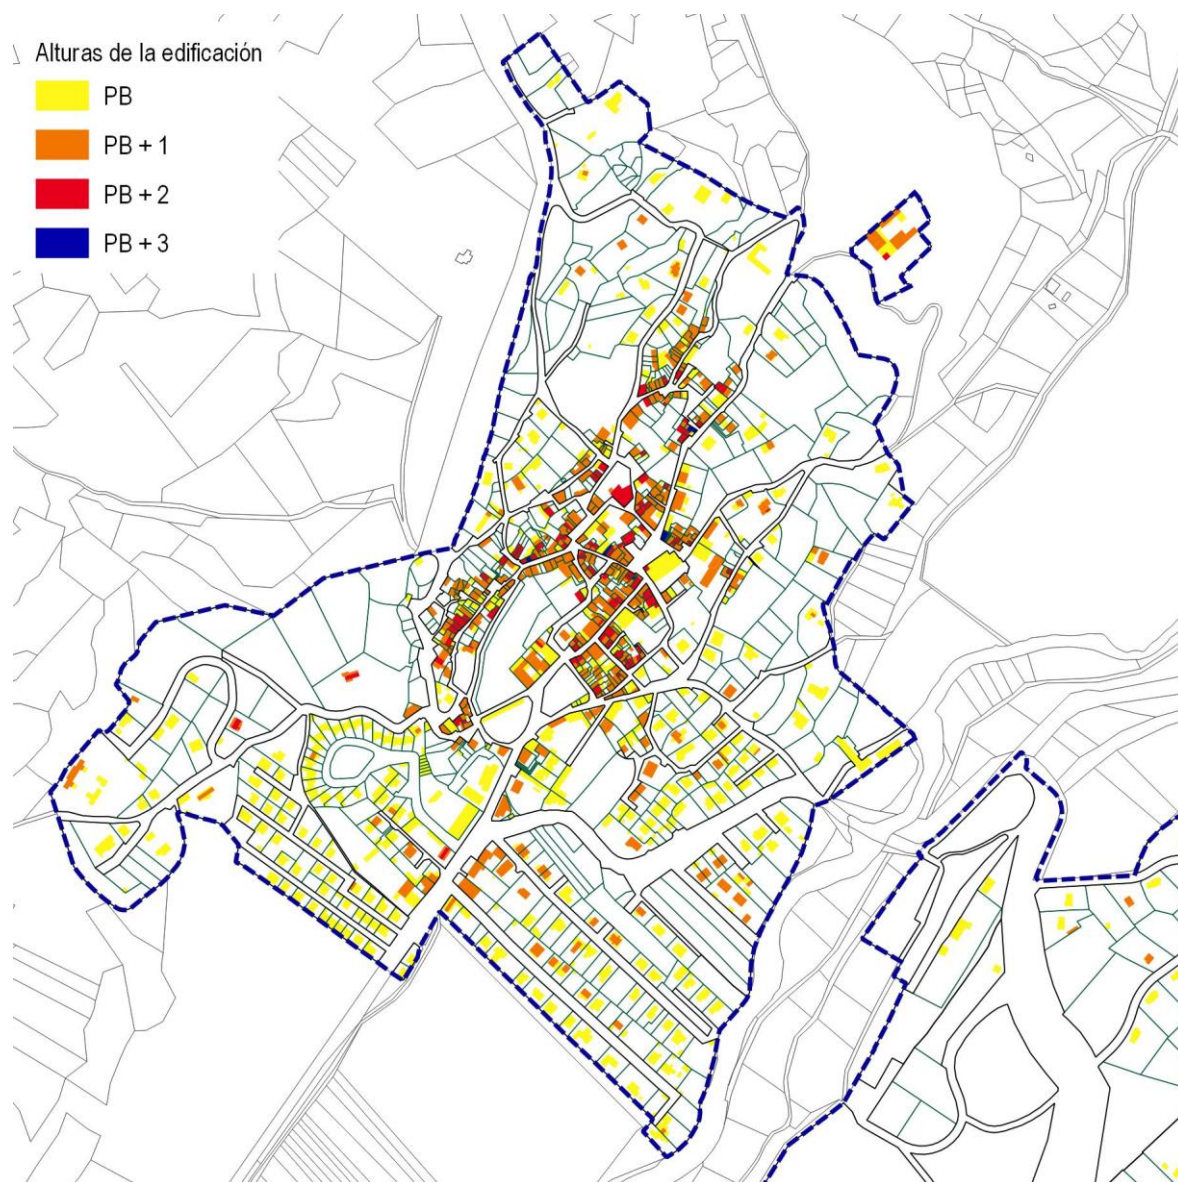 Alturas de la edificación
PB
PB + 1
PB + 2
PB + 3